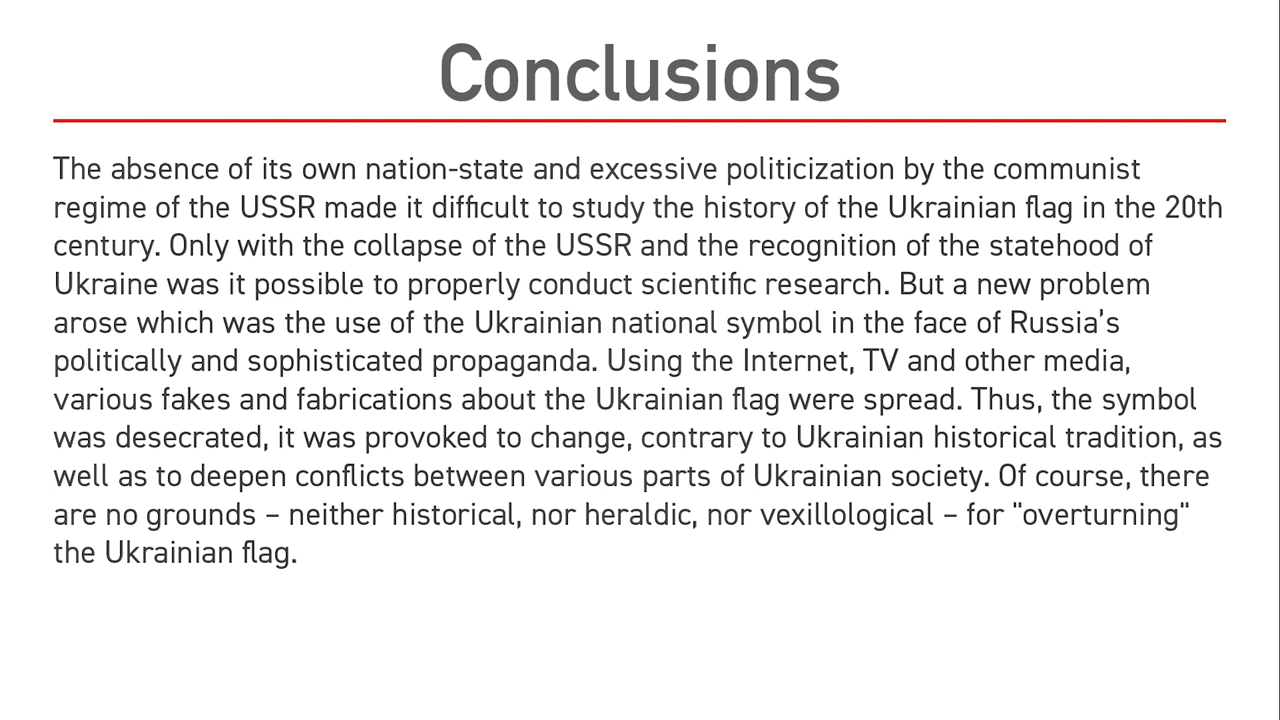 Conclusions
The absence of its own nation-state and excessive politicization by the communist
regime of the USSR made it difficult to study the history of the Ukrainian flag in the 20th
century. Only with the collapse of the USSR and the recognition of the statehood of
Ukraine was it possible to properly conduct scientific research. But a new problem
arose which was the use of the Ukrainian national symbol in the face of Russia’s
politically and sophisticated propaganda. Using the Internet, TV and other media,
various fakes and fabrications about the Ukrainian flag were spread. Thus, the symbol
was desecrated, it was provoked to change, contrary to Ukrainian historical tradition, as
well as to deepen conflicts between various parts of Ukrainian society. Of course, there
are no grounds – neither historical, nor heraldic, nor vexillological – for "overturning"
the Ukrainian flag.